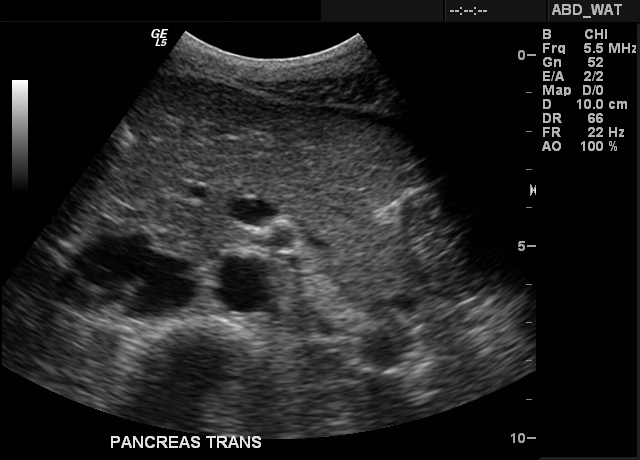 --:--:--
ABD_WAT
GE
L5
B CHI
Frq 5.5 MHz
Gn 52
E/A 2/2
Map D/0
D 10.0 cm
DR 66
FR 22 Hz
AO 100 %
0
5
10
PANCREAS TRANS